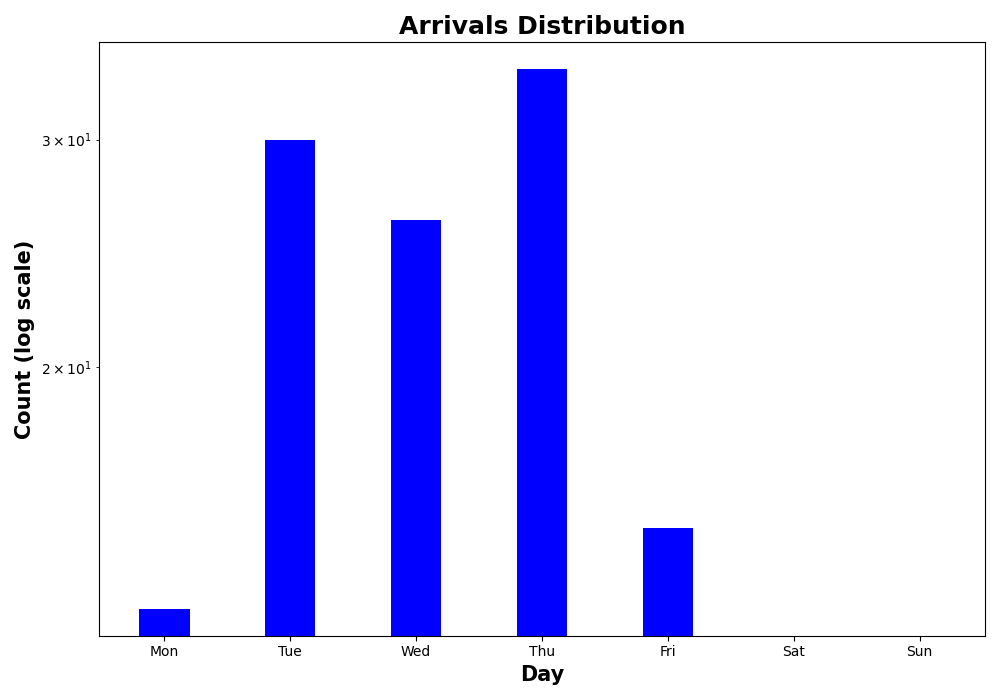 Arrivals Distribution
Count (log scale)
3 × 10¹
2 × 10¹
Mon Tue Wed Thu Fri Sat Sun
Day